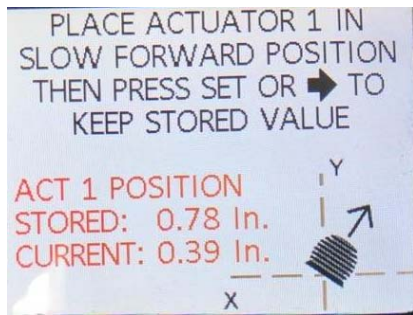 PLACE ACTUATOR 1 IN
SLOW FORWARD POSITION
THEN PRESS SET OR ➡ TO
KEEP STORED VALUE
ACT 1 POSITION
STORED: 0.78 In.
CURRENT: 0.39 In.
Y
X